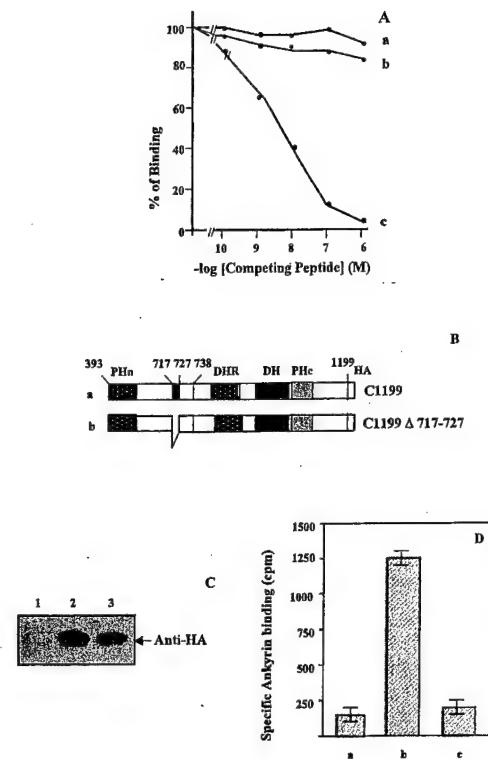 A
100
80
60
40
20
0
% of Binding
a
b
c
10 9 8 7 6
-log [Competing Peptide] (M)
B
393 PHn 717 727 738 DHR DH PHc 1199 HA
a C1199
b C1199 Δ 717-727
C
1 2 3
Anti-HA
D
1500
1250
1000
750
500
250
Specific Ankyrin binding (cpm)
a b c